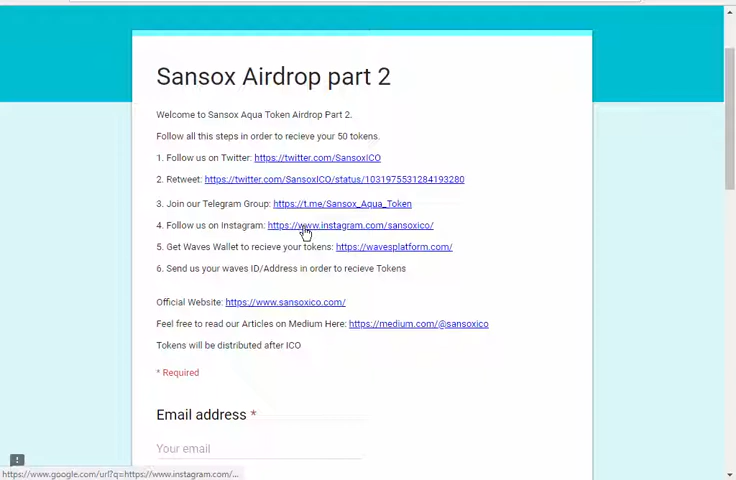 Sansox Airdrop part 2
Welcome to Sansox Aqua Token Airdrop Part 2.
Follow all this steps in order to recieve your 50 tokens.
1. Follow us on Twitter: https://twitter.com/SansoxICO
2. Retweet: https://twitter.com/SansoxICO/status/1031975531284193280
3. Join our Telegram Group: https://t.me/Sansox_Aqua_Token
4. Follow us on Instagram: https://www.instagram.com/sansoxico/
5. Get Waves Wallet to recieve your tokens: https://wavesplatform.com/
6. Send us your waves ID/Address in order to recieve Tokens
Official Website: https://www.sansoxico.com/
Feel free to read our Articles on Medium Here: https://medium.com/@sansoxico
Tokens will be distributed after ICO
* Required
Email address *
Your email
https://www.google.com/url?q=https://www.instagram.com/...